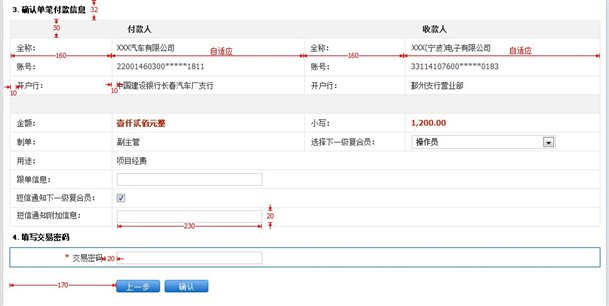 3. 确认单笔付款信息
32
30
付款人 收款人
全称: XXX汽车有限公司 自适应 全称: XXX(宁波)电子有限公司 自适应
160 160
账号: 22001460300*****1811 账号: 33114107600*****0183
开户行: 中国建设银行长春汽车厂支行 开户行: 鄞州支行营业部
10 10
金额: 壹仟贰佰元整 小写: 1,200.00
制单: 副主管 选择下一级复合员: 操作员
用途: 项目经费
跟单信息:
短信通知下一级复合员:
短信通知附加信息: 20
230
4. 填写交易密码
* 交易密码 20
170 上一步 确认